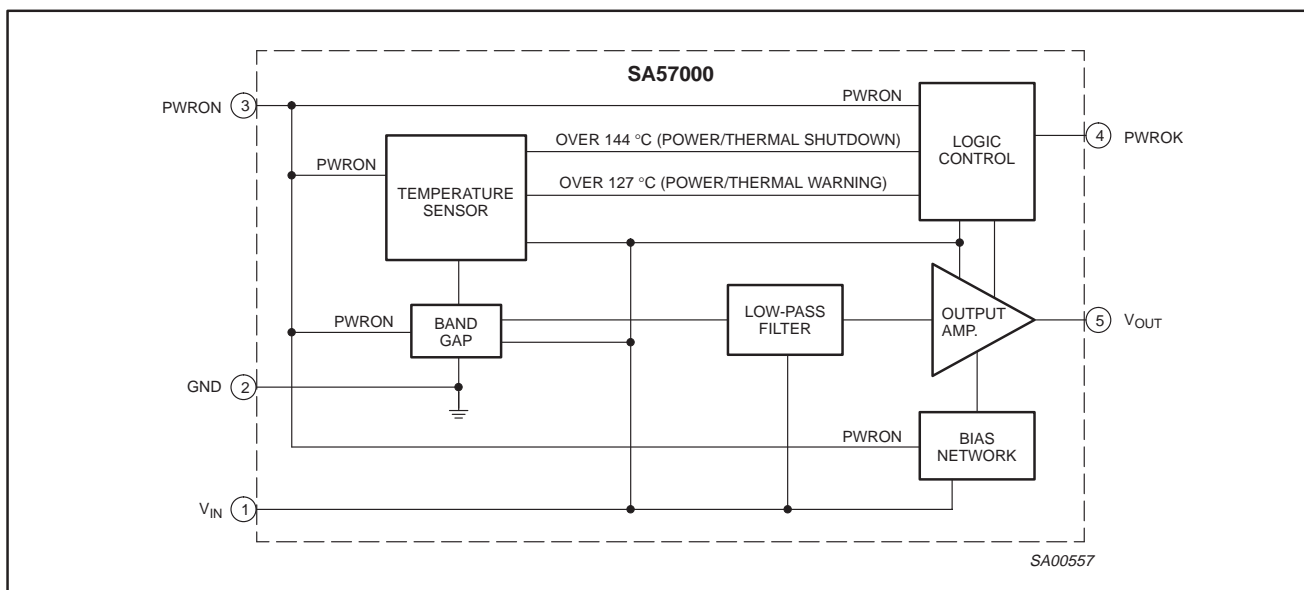 SA57000
PWRON 3
PWRON
OVER 144 °C (POWER/THERMAL SHUTDOWN)
LOGIC
CONTROL
4 PWROK
PWRON
OVER 127 °C (POWER/THERMAL WARNING)
TEMPERATURE
SENSOR
PWRON
BAND
GAP
LOW-PASS
FILTER
OUTPUT
AMP.
5 VOUT
GND 2
PWRON
BIAS
NETWORK
VIN 1
SA00557